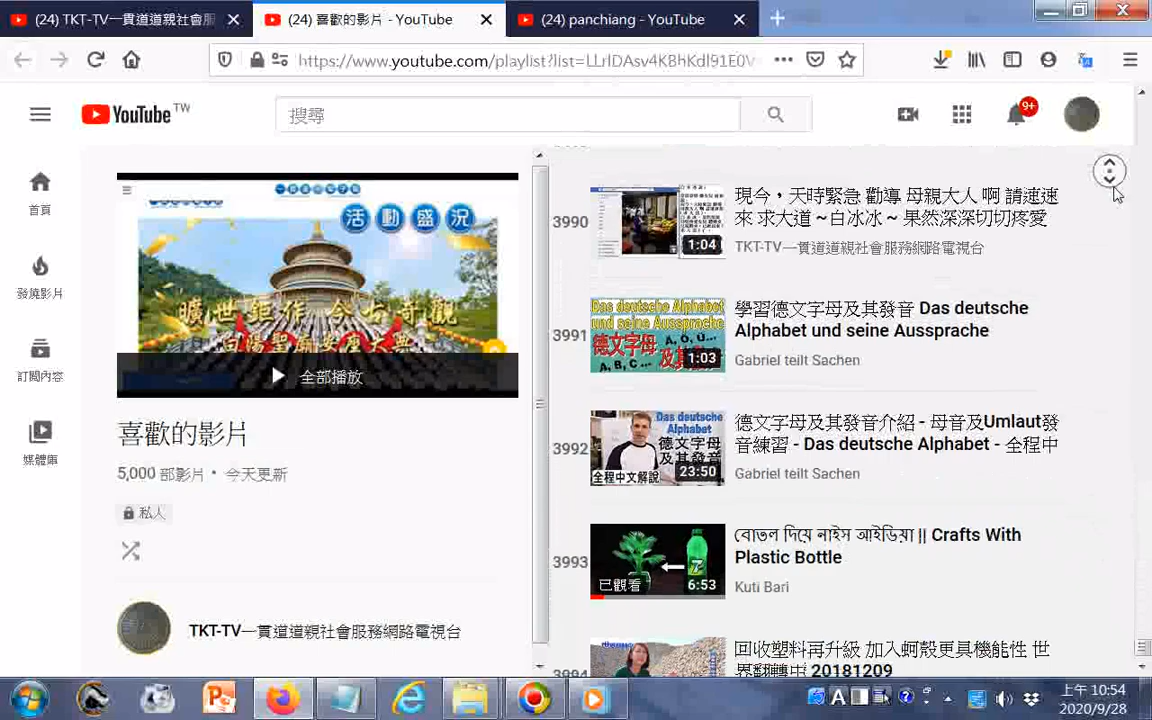 (24) TKT-TV一貫道道親社會服
(24) 喜歡的影片 - YouTube
(24) panchiang - YouTube
https://www.youtube.com/playlist?list=LLrlDAsv4KBhKdl91E0V
YouTube TW
搜尋
9+
首頁
發燒影片
訂閱內容
媒體庫
活動盛況
曠世鉅作 今古奇觀
全部播放
喜歡的影片
5,000 部影片 • 今天更新
私人
TKT-TV一貫道道親社會服務網路電視台
3990
1:04
現今，天時緊急 勸導 母親大人 啊 請速速
來 求大道 ~白冰冰 ~ 果然深深切切疼愛
TKT-TV一貫道道親社會服務網路電視台
3991
Das deutsche Alphabet
und seine Aussprache
德文字母
及其發音
A, Ö, Ü...
A, B, C ...
1:03
學習德文字母及其發音 Das deutsche
Alphabet und seine Aussprache
Gabriel teilt Sachen
3992
Das deutsche
Alphabet
德文字母
及其發音
全程中文解說
23:50
德文字母及其發音介紹 - 母音及Umlaut發
音練習 - Das deutsche Alphabet - 全程中
Gabriel teilt Sachen
3993
已觀看
6:53
বোতল দিয়ে নাইস আইডিয়া || Crafts With
Plastic Bottle
Kuti Bari
3994
回收塑料再升級 加入蚵殼更具機能性 世
界翻轉中 20181209
上午 10:54
2020/9/28